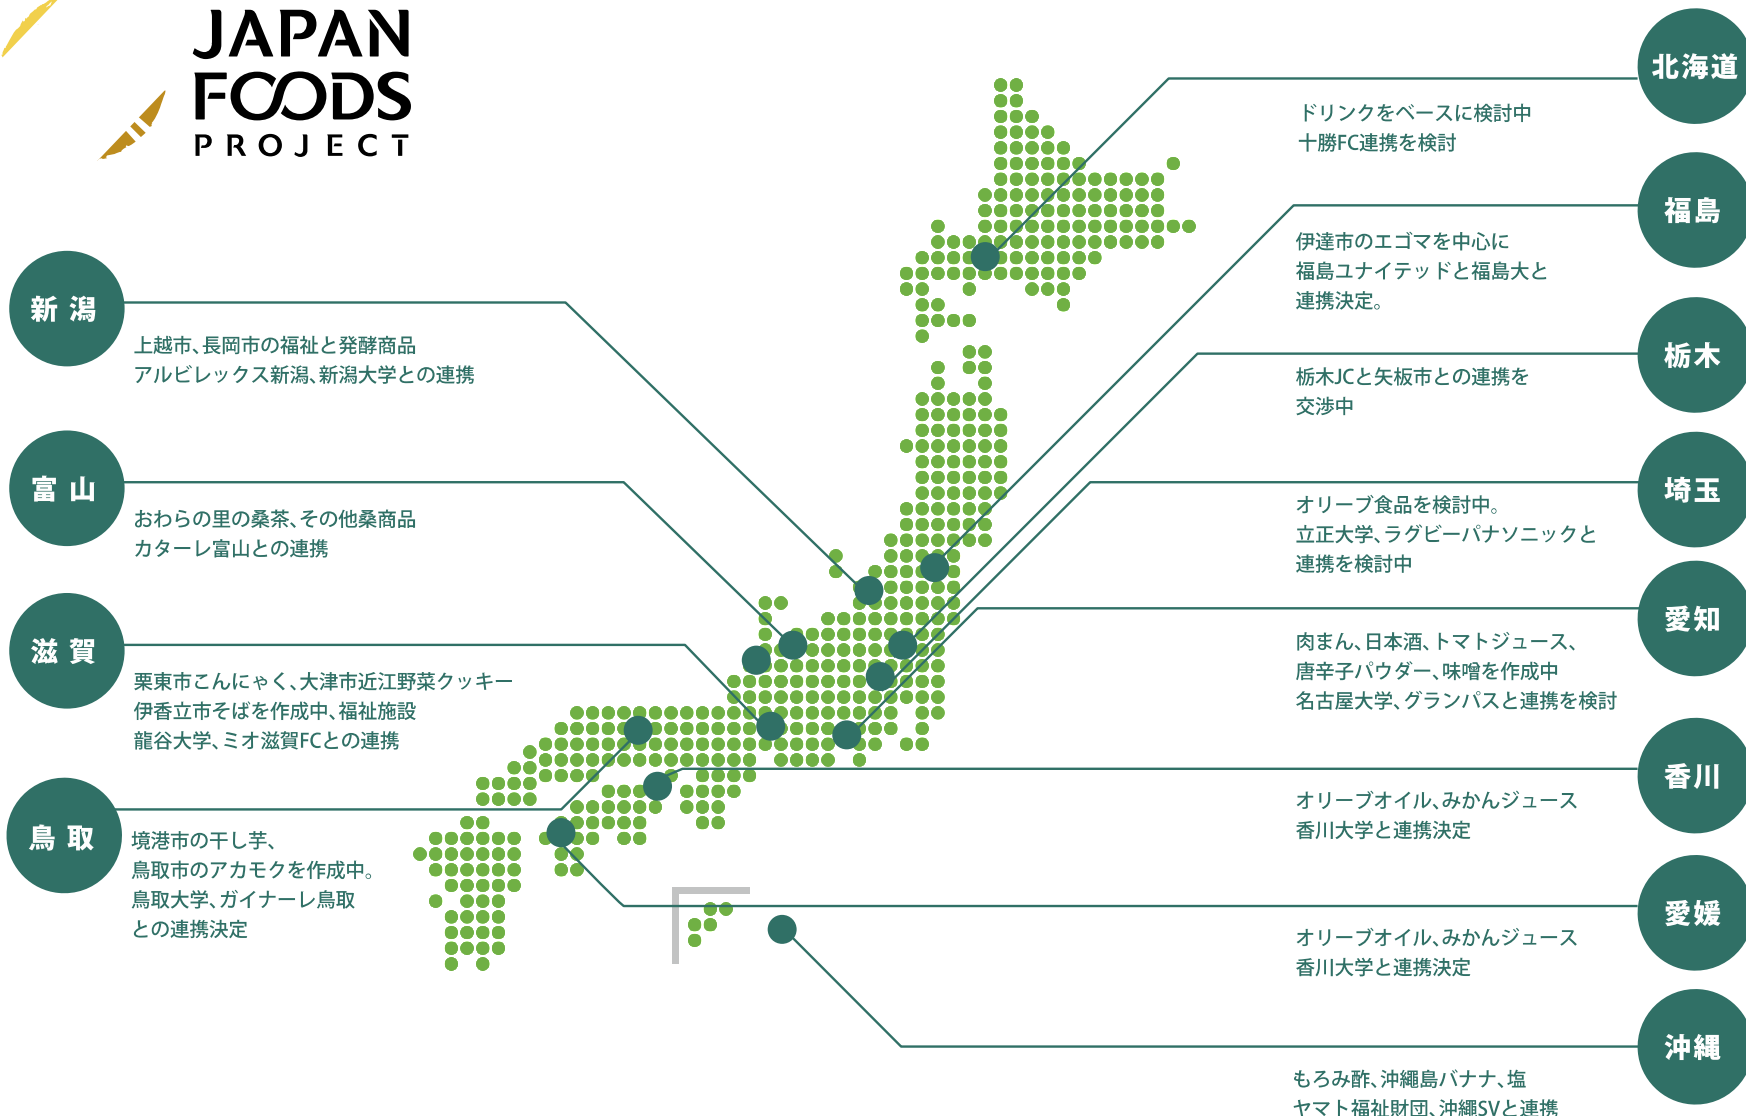 JAPAN
FOODS
PROJECT
新潟
上越市、長岡市の福祉と発酵商品
アルビレックス新潟、新潟大学との連携
富山
おわらの里の桑茶、その他桑商品
カターレ富山との連携
滋賀
栗東市こんにゃく、大津市近江野菜クッキー
伊香立市そばを作成中、福祉施設
龍谷大学、ミオ滋賀FCとの連携
鳥取
境港市の干し芋、
鳥取市のアカモクを作成中。
鳥取大学、ガイナーレ鳥取
との連携決定
北海道
ドリンクをベースに検討中
十勝FC連携を検討
福島
伊達市のエゴマを中心に
福島ユナイテッドと福島大と
連携決定。
栃木
栃木JCと矢板市との連携を
交渉中
埼玉
オリーブ食品を検討中。
立正大学、ラグビーパナソニックと
連携を検討中
愛知
肉まん、日本酒、トマトジュース、
唐辛子パウダー、味噌を作成中
名古屋大学、グランパスと連携を検討
香川
オリーブオイル、みかんジュース
香川大学と連携決定
愛媛
オリーブオイル、みかんジュース
香川大学と連携決定
沖縄
もろみ酢、沖縄島バナナ、塩
ヤマト福祉財団、沖縄SVと連携